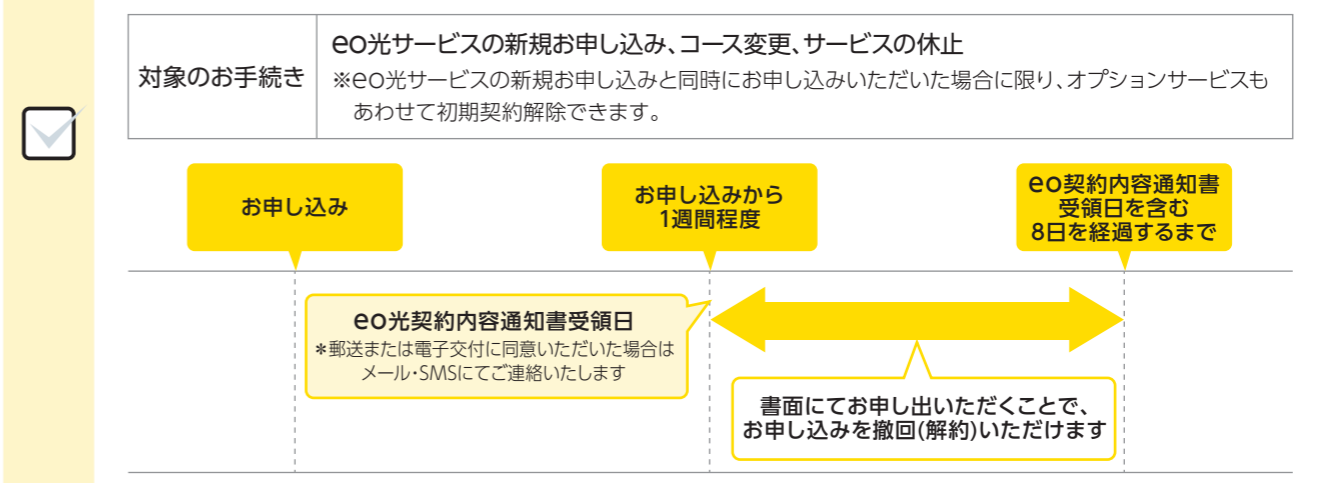 対象のお手続き
eo光サービスの新規お申し込み、コース変更、サービスの休止
※eo光サービスの新規お申し込みと同時にお申し込みいただいた場合に限り、オプションサービスも
あわせて初期契約解除できます。
お申し込み
お申し込みから
1週間程度
eo契約内容通知書
受領日を含む
8日を経過するまで
eo光契約内容通知書受領日
*郵送または電子交付に同意いただいた場合は
メール・SMSにてご連絡いたします
書面にてお申し出いただくことで、
お申し込みを撤回(解約)いただけます